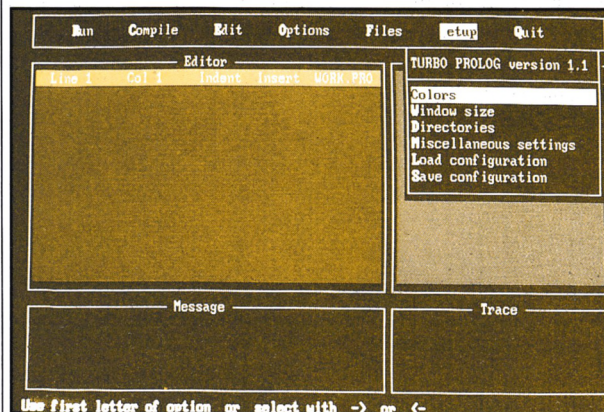 Run Compile Edit Options Files etup Quit
Editor
Line 1 Col 1 Indent Insert WORK.PRO
TURBO PROLOG version 1.1
Colors
Window size
Directories
Miscellaneous settings
Load configuration
Save configuration
Message
Trace
Use first letter of option or select with -> or <-